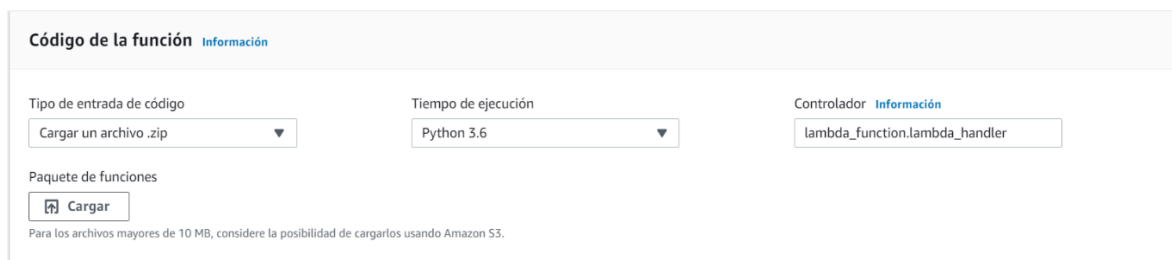 Código de la función Información
Tipo de entrada de código Tiempo de ejecución Controlador Información
Cargar un archivo .zip Python 3.6 lambda_function.lambda_handler
Paquete de funciones
Cargar
Para los archivos mayores de 10 MB, considere la posibilidad de cargarlos usando Amazon S3.